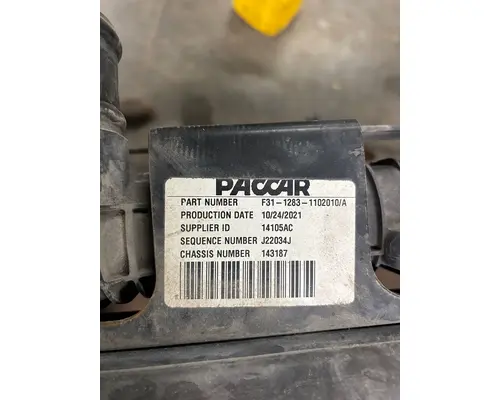 PACCAR
PART NUMBER F31-1283-1102010/A
PRODUCTION DATE 10/24/2021
SUPPLIER ID 14105AC
SEQUENCE NUMBER J22034J
CHASSIS NUMBER 143187